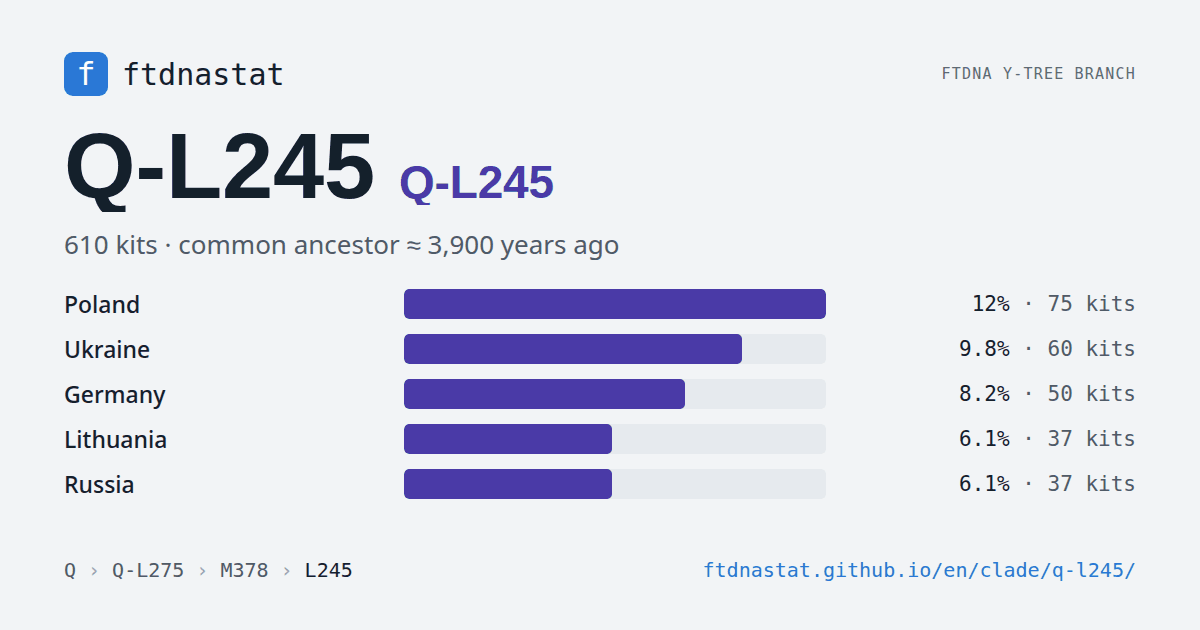 f ftdnastat
FTDNA Y-TREE BRANCH
Q-L245 Q-L245
610 kits · common ancestor ≈ 3,900 years ago
Poland 12% · 75 kits
Ukraine 9.8% · 60 kits
Germany 8.2% · 50 kits
Lithuania 6.1% · 37 kits
Russia 6.1% · 37 kits
Q › Q-L275 › M378 › L245
ftdnastat.github.io/en/clade/q-l245/